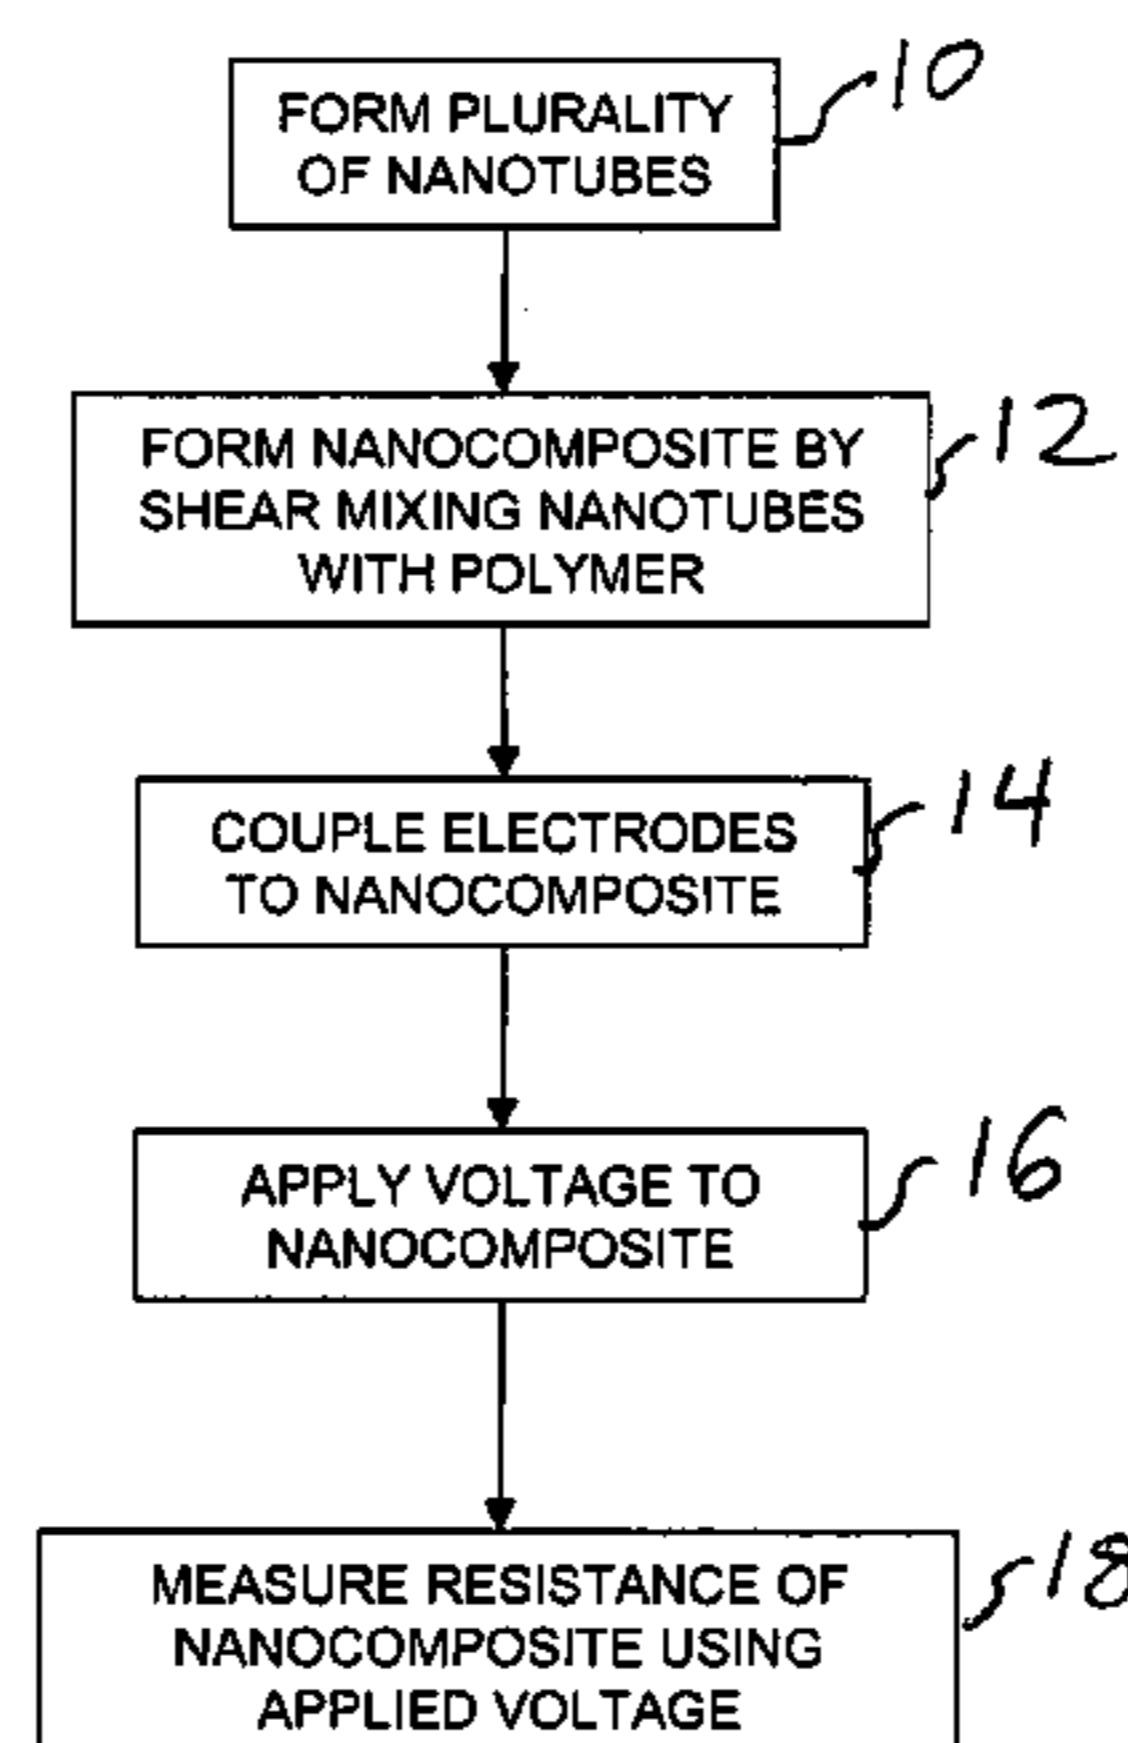 FORM PLURALITY
OF NANOTUBES
10
FORM NANOCOMPOSITE BY
SHEAR MIXING NANOTUBES
WITH POLYMER
12
COUPLE ELECTRODES
TO NANOCOMPOSITE
14
APPLY VOLTAGE TO
NANOCOMPOSITE
16
MEASURE RESISTANCE OF
NANOCOMPOSITE USING
APPLIED VOLTAGE
18